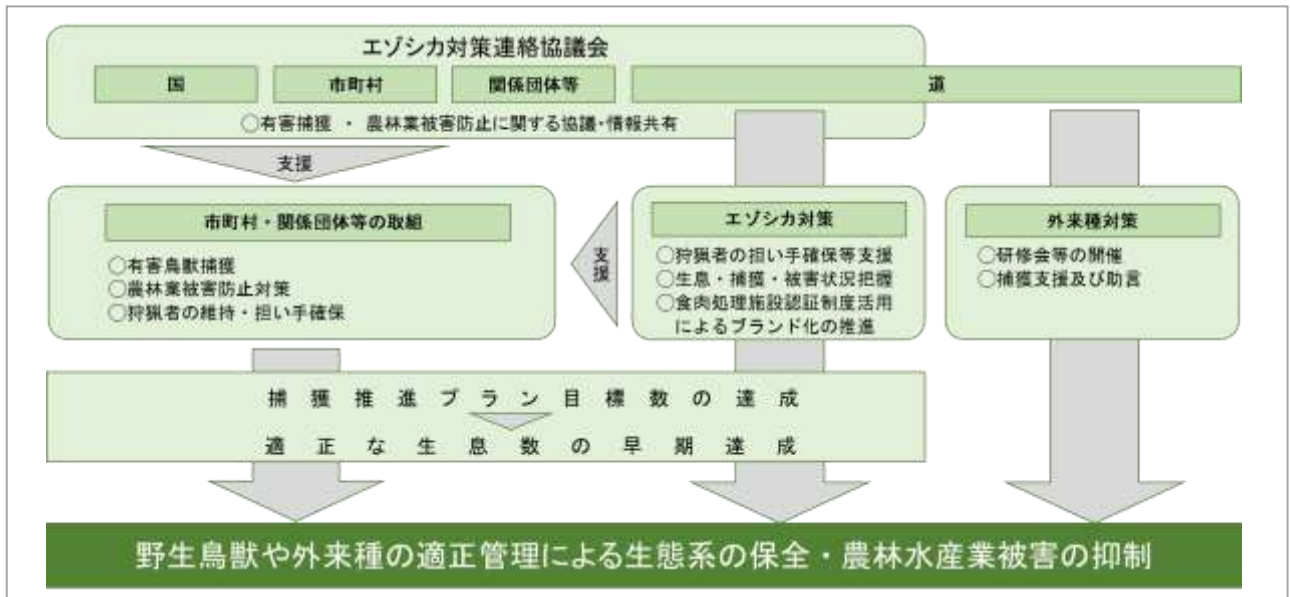 エゾシカ対策連絡協議会
国
市町村
関係団体等
道
○有害捕獲 ・ 農林業被害防止に関する協議・情報共有
支援
市町村・関係団体等の取組
○有害鳥獣捕獲
○農林業被害防止対策
○狩猟者の維持・担い手確保
支援
エゾシカ対策
○狩猟者の担い手確保等支援
○生息・捕獲・被害状況把握
○食肉処理施設認証制度活用
によるブランド化の推進
外来種対策
○研修会等の開催
○捕獲支援及び助言
捕獲推進プラン目標数の達成
適正な生息数の早期達成
野生鳥獣や外来種の適正管理による生態系の保全・農林水産業被害の抑制